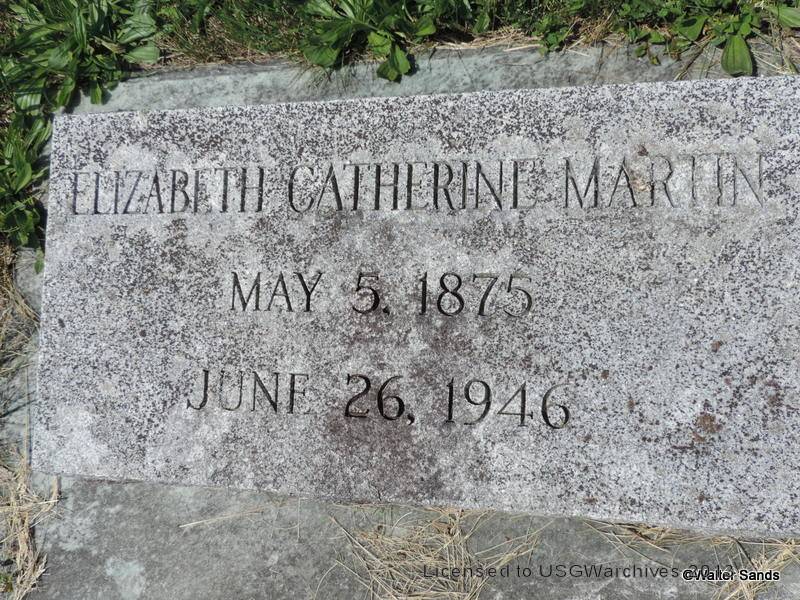 ELIZABETH CATHERINE MARTIN
MAY 5, 1875
JUNE 26, 1946
Licensed to USGWarchives
©Walter Sands